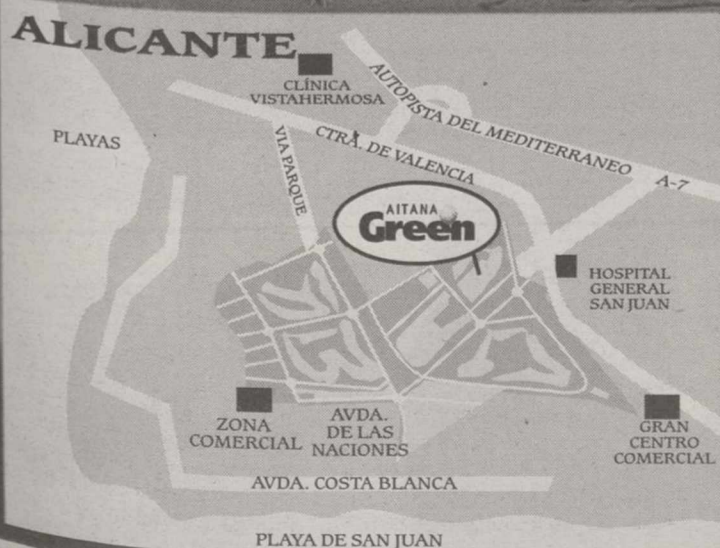 ALICANTE
CLÍNICA
VISTAHERMOSA
AUTOPISTA DEL MEDITERRANEO
A-7
PLAYAS
VIA PARQUE
CTRA. DE VALENCIA
AITANA
Green
HOSPITAL
GENERAL
SAN JUAN
ZONA
COMERCIAL
AVDA.
DE LAS
NACIONES
GRAN
CENTRO
COMERCIAL
AVDA. COSTA BLANCA
PLAYA DE SAN JUAN